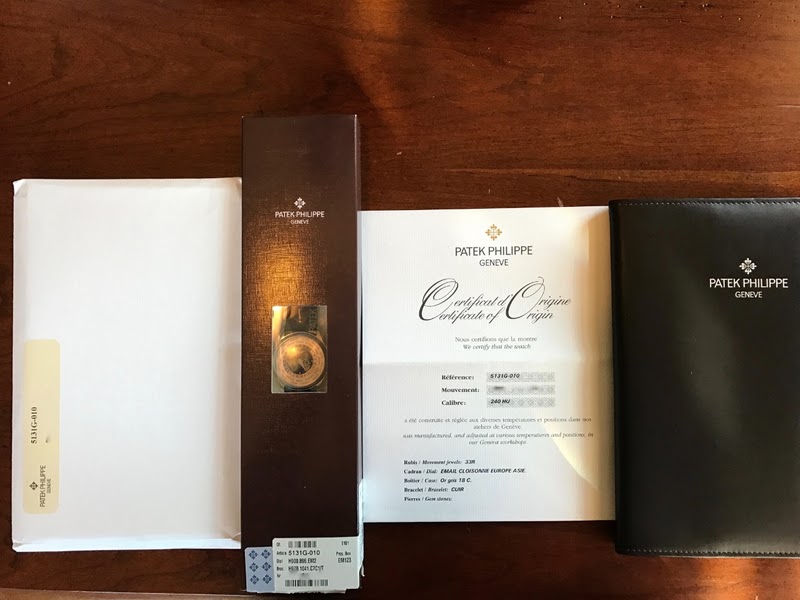 5131G-010
PATEK PHILIPPE
GENEVE
PATEK PHILIPPE
GENEVE
5131G-010
Prep. Box
EM123
PATEK PHILIPPE
GENEVE
Certificat d'Origine
Certificate of Origin
Nous certifions que la montre
We certify that the watch
Référence: 5131G-010
Mouvement:
Calibre: 240 HU
a été construite et réglée aux diverses températures et positions dans nos
ateliers de Genève
was manufactured, and adjusted at various temperatures and positions, in
our Geneva workshops
Rubis / Movement jewels: 33R
Cadran / Dial: EMAIL CLOISONNE EUROPE ASIE
Boîtier / Case: Or gris 18 C.
Bracelet / Bracelet: CUIR
Pierres / Gem stones:
PATEK PHILIPPE
GENEVE